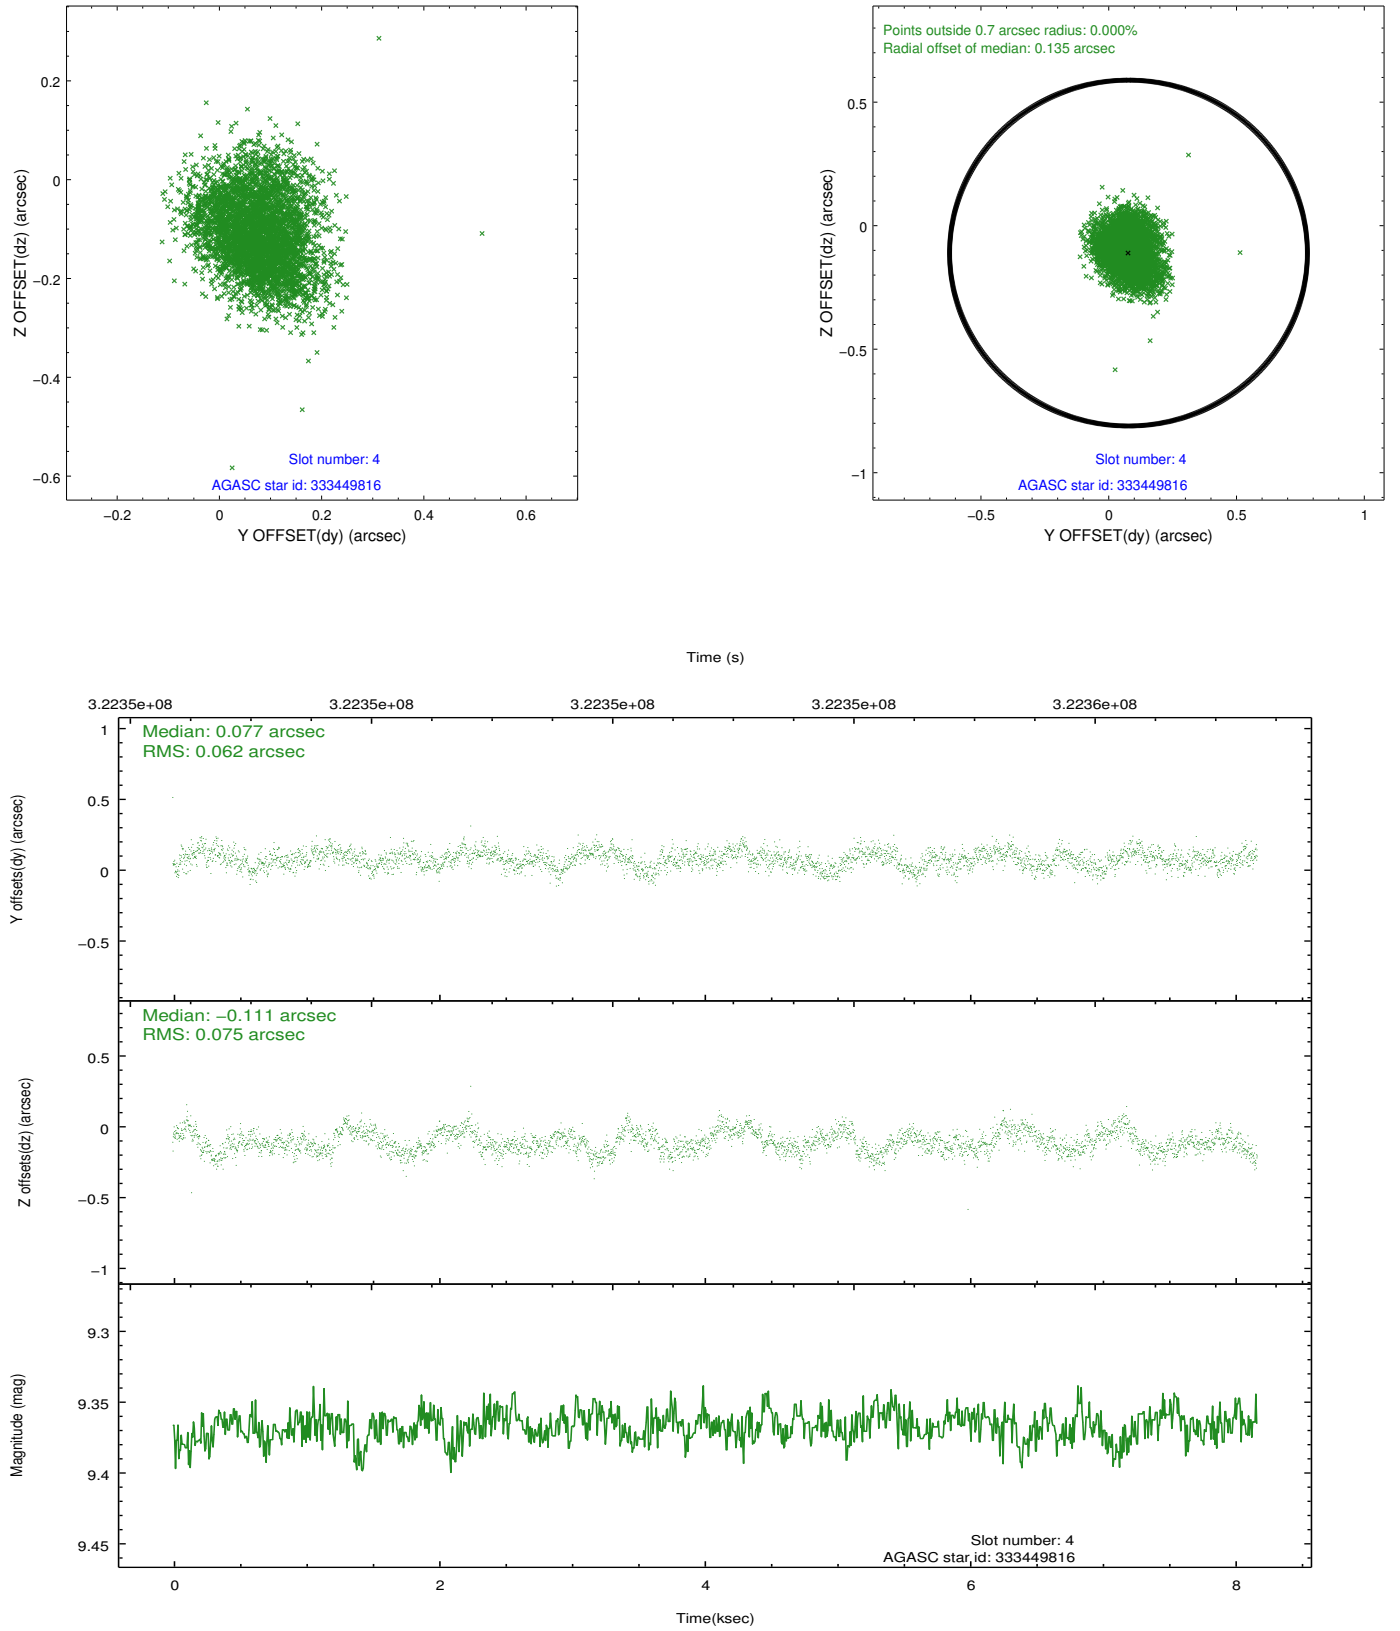 0.2
0
−0.2
−0.4
−0.6
Z OFFSET(dz) (arcsec)
Slot number: 4
AGASC star id: 333449816
−0.2 0 0.2 0.4 0.6
Y OFFSET(dy) (arcsec)
Points outside 0.7 arcsec radius: 0.000%
Radial offset of median: 0.135 arcsec
0.5
0
−0.5
−1
Z OFFSET(dz) (arcsec)
Slot number: 4
AGASC star id: 333449816
−0.5 0 0.5 1
Y OFFSET(dy) (arcsec)
Time (s)
3.2235e+08 3.2235e+08 3.2235e+08 3.2235e+08 3.2236e+08
Median: 0.077 arcsec
RMS: 0.062 arcsec
1
0.5
0
−0.5
Y offsets(dy) (arcsec)
Median: −0.111 arcsec
RMS: 0.075 arcsec
0.5
0
−0.5
−1
Z offsets(dz) (arcsec)
9.3
9.35
9.4
9.45
Magnitude (mag)
Slot number: 4
AGASC star id: 333449816
0 2 4 6 8
Time(ksec)